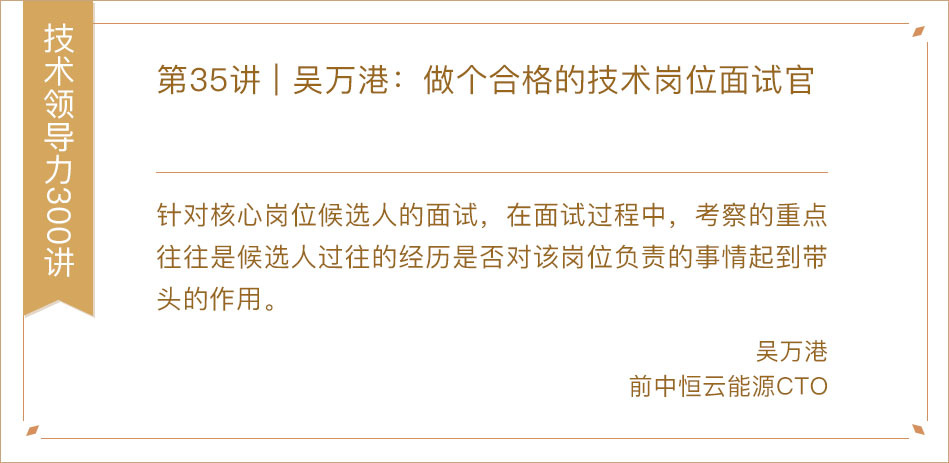 技术领导力300讲
第35讲 | 吴万港：做个合格的技术岗位面试官
针对核心岗位候选人的面试，在面试过程中，考察的重点
往往是候选人过往的经历是否对该岗位负责的事情起到带
头的作用。
吴万港
前中恒云能源CTO